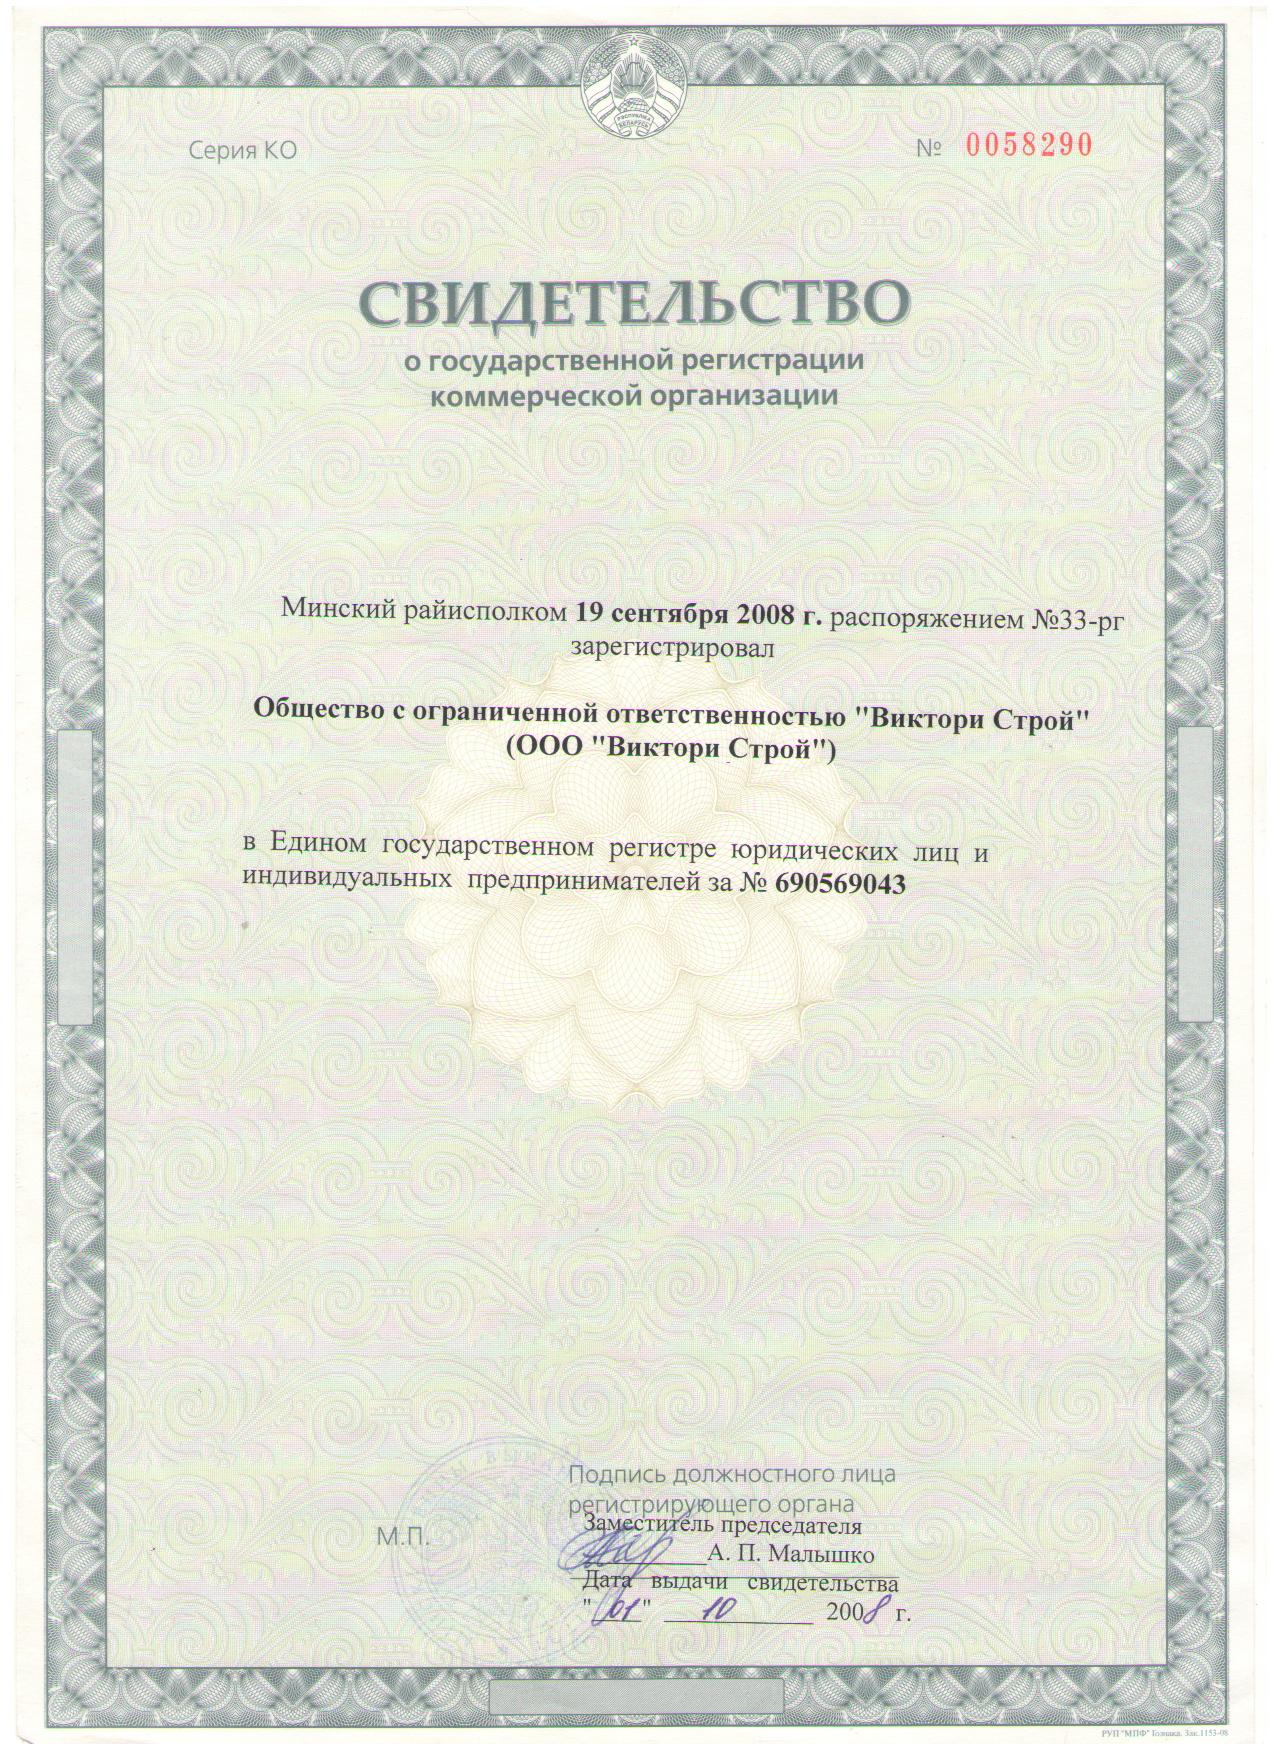 РЭСПУБЛІКА
БЕЛАРУСЬ
Серия КО
№ 0058290
СВИДЕТЕЛЬСТВО
о государственной регистрации
коммерческой организации
Минский райисполком 19 сентября 2008 г. распоряжением №33-рг
зарегистрировал
Общество с ограниченной ответственностью "Виктори Строй"
(ООО "Виктори Строй")
в Едином государственном регистре юридических лиц и
индивидуальных предпринимателей за № 690569043
Подпись должностного лица
регистрирующего органа
Заместитель председателя
М.П.
А. П. Малышко
Дата выдачи свидетельства
"01" 10 2008 г.
РУП "МПФ" Гознака. Зак.1153-08